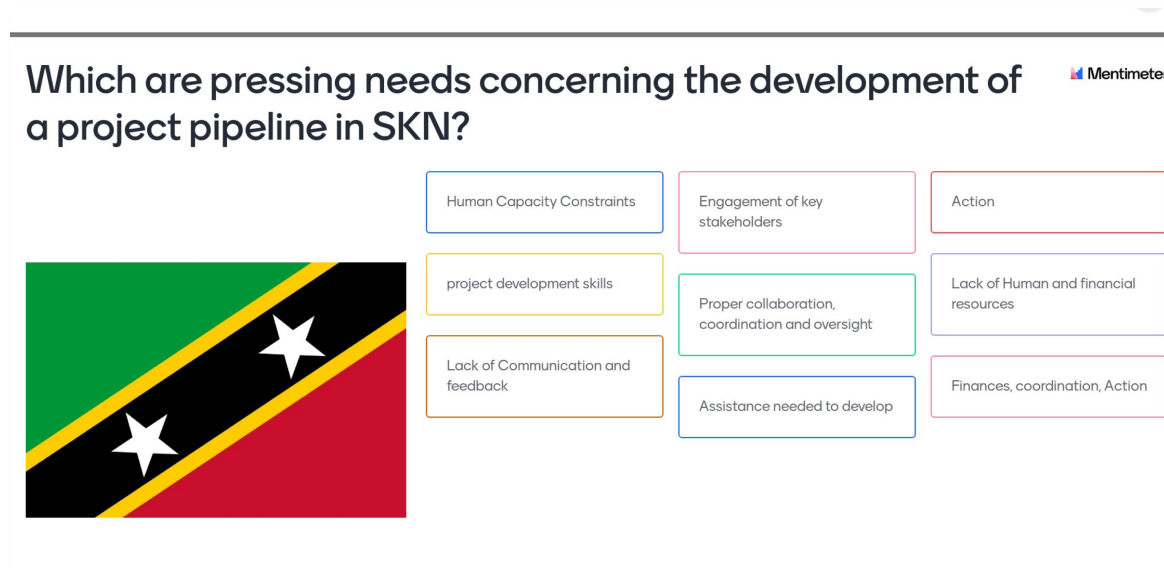 Which are pressing needs concerning the development of
a project pipeline in SKN?
Mentimeter
Human Capacity Constraints
project development skills
Lack of Communication and
feedback
Engagement of key
stakeholders
Proper collaboration,
coordination and oversight
Assistance needed to develop
Action
Lack of Human and financial
resources
Finances, coordination, Action